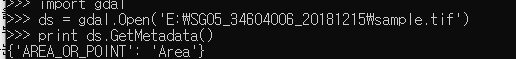 >>> import gdal
>>> ds = gdal.Open('E:₩SG05_34604006_20181215₩sample.tif')
>>> print ds.GetMetadata()
{'AREA_OR_POINT': 'Area'}